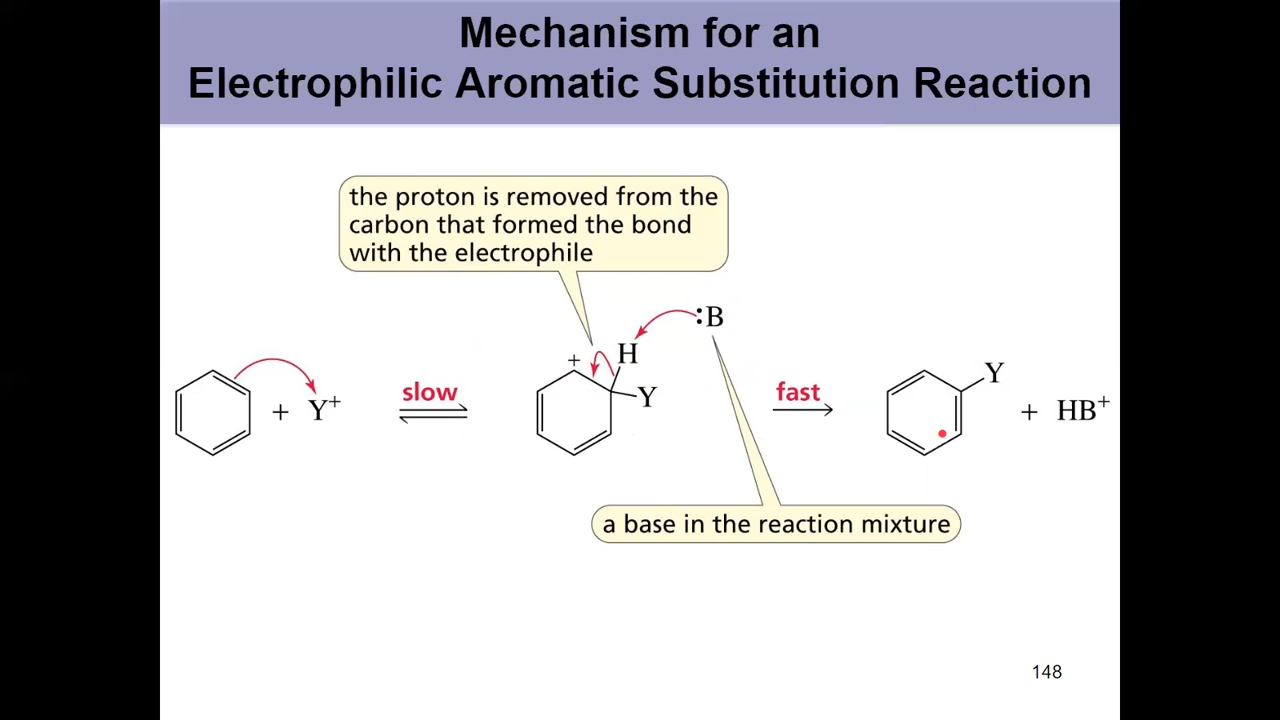 Mechanism for an
Electrophilic Aromatic Substitution Reaction
the proton is removed from the
carbon that formed the bond
with the electrophile
:B
+ H
Y
slow
+ Y⁺
fast
Y
+ HB⁺
a base in the reaction mixture
148